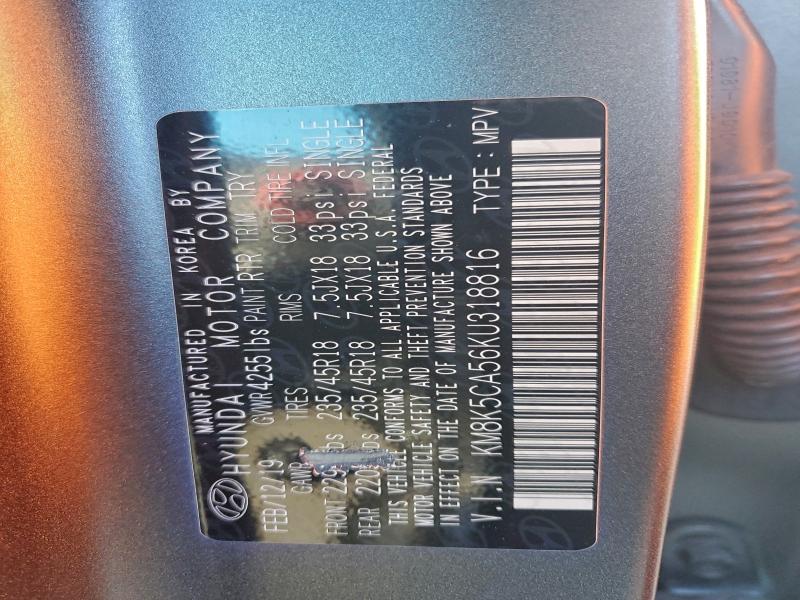 MANUFACTURED IN KOREA BY
HYUNDAI MOTOR COMPANY
FEB/12/19 GVWR 4255lbs PAINT RTR TRIM TRY
TIRES RIMS COLD TIRE INFL
FRONT 235/45R18 7.5JX18 33psi SINGLE
REAR 235/45R18 7.5JX18 33psi SINGLE
THIS VEHICLE CONFORMS TO ALL APPLICABLE U.S.A. FEDERAL
MOTOR VEHICLE SAFETY AND THEFT PREVENTION STANDARDS
IN EFFECT ON THE DATE OF MANUFACTURE SHOWN ABOVE
V.I.N KM8K5CA56KU318816 TYPE : MPV